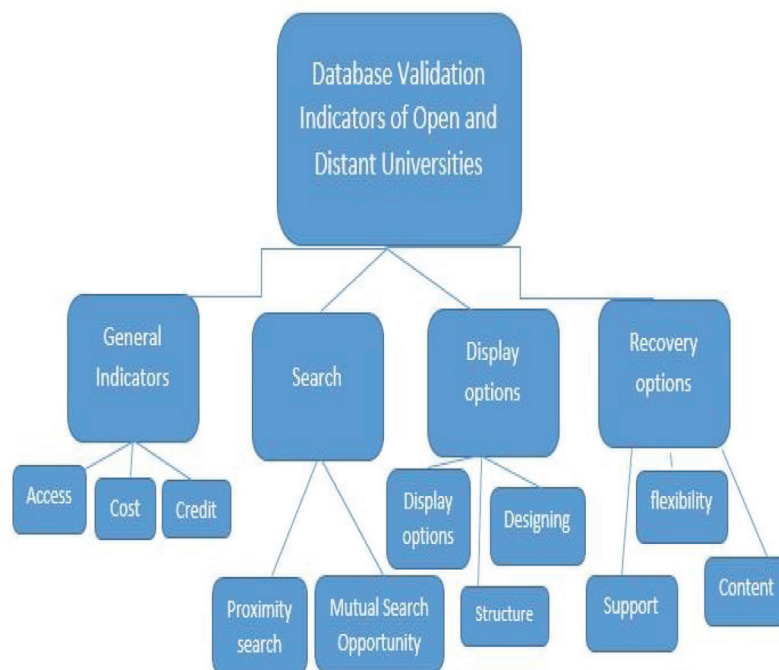 Database Validation
Indicators of Open and
Distant Universities
General
Indicators
Search
Display
options
Recovery
options
Access
Cost
Credit
Display
options
Designing
flexibility
Proximity
search
Mutual Search
Opportunity
Structure
Support
Content